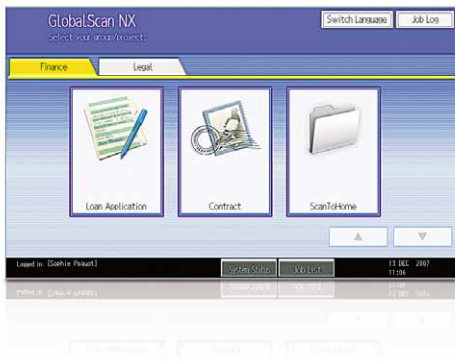 GlobalScan NX
Select your group/project.
Switch Language
Job Log
Finance
Legal
Loan Application
Contract
ScanToHome
Logged in: [Sophie Paquot]
System Status
Job List
13 DEC 2007
11:06